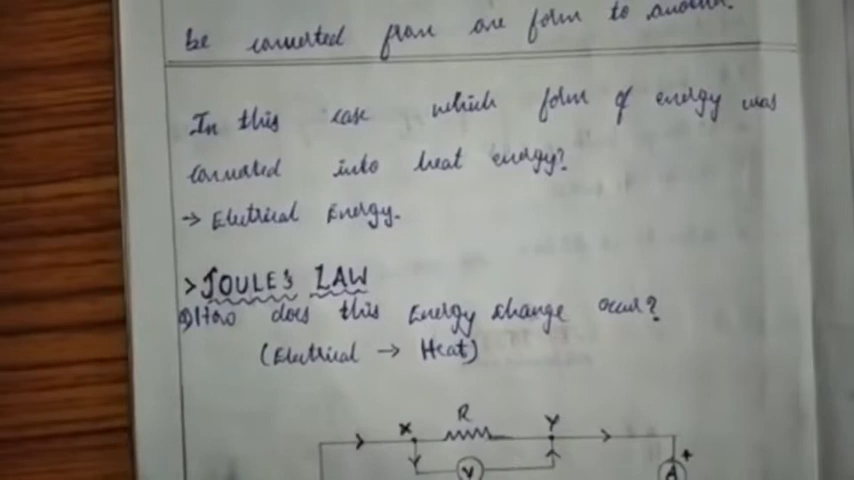 be converted from one form to another.
In this case which form of energy was
converted into heat energy?
→ Electrical Energy.
> JOULE'S LAW
Q) How does this Energy change occur?
(Electrical → Heat)
R
X Y
V A +